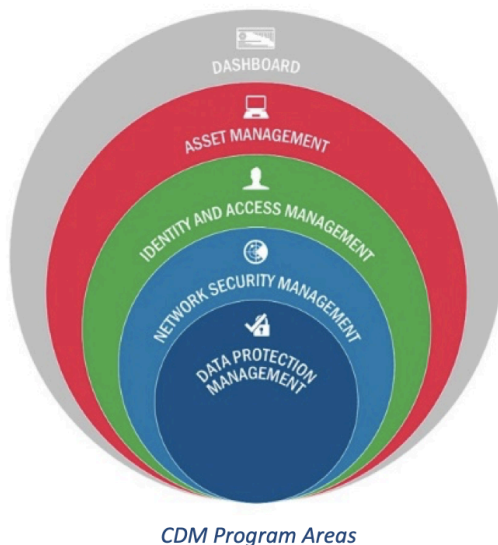 DASHBOARD
ASSET MANAGEMENT
IDENTITY AND ACCESS MANAGEMENT
NETWORK SECURITY MANAGEMENT
DATA PROTECTION
MANAGEMENT
CDM Program Areas